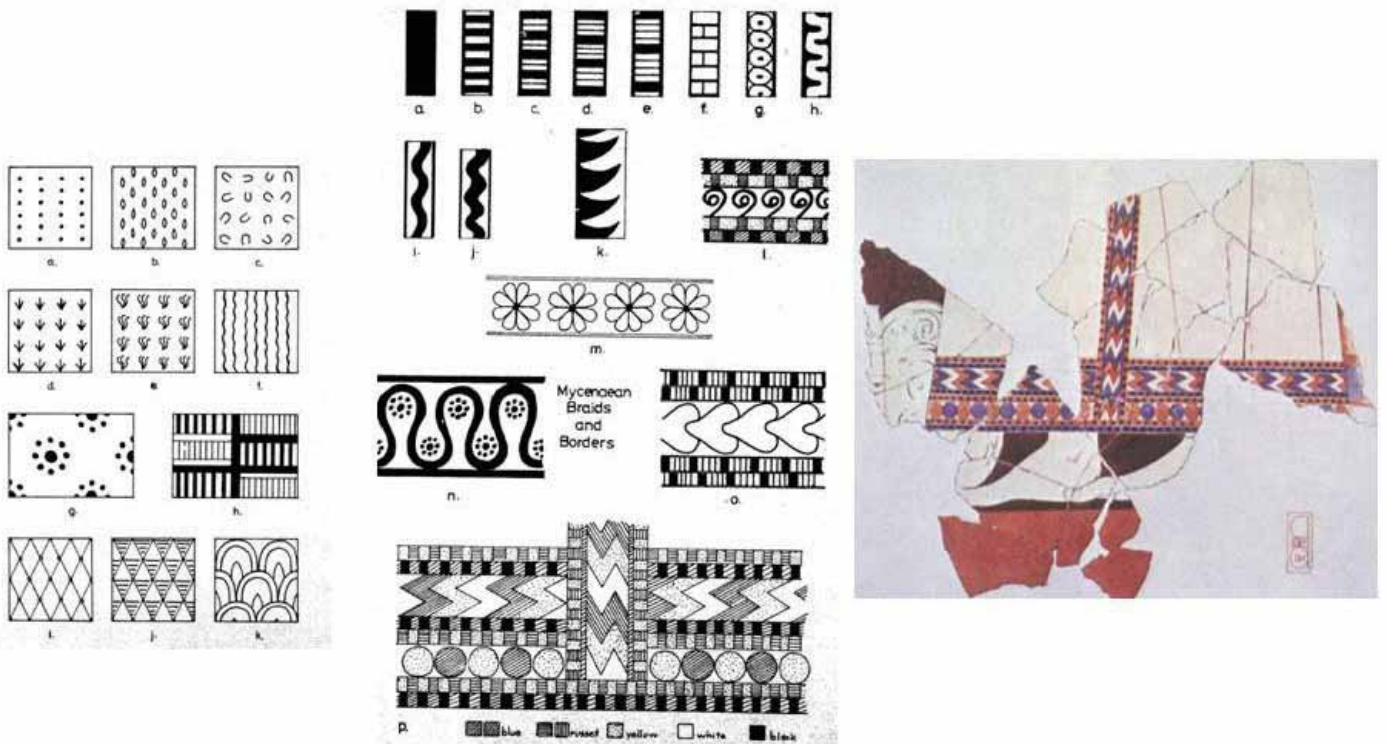 a.
b.
c.
d.
e.
f.
g.
h.
i.
j.
k.
a.
b.
c.
d.
e.
f.
g.
h.
i.
j.
k.
l.
m.
n.
Mycenaean
Braids
and
Borders
o.
p.
blue
russet
yellow
white
black